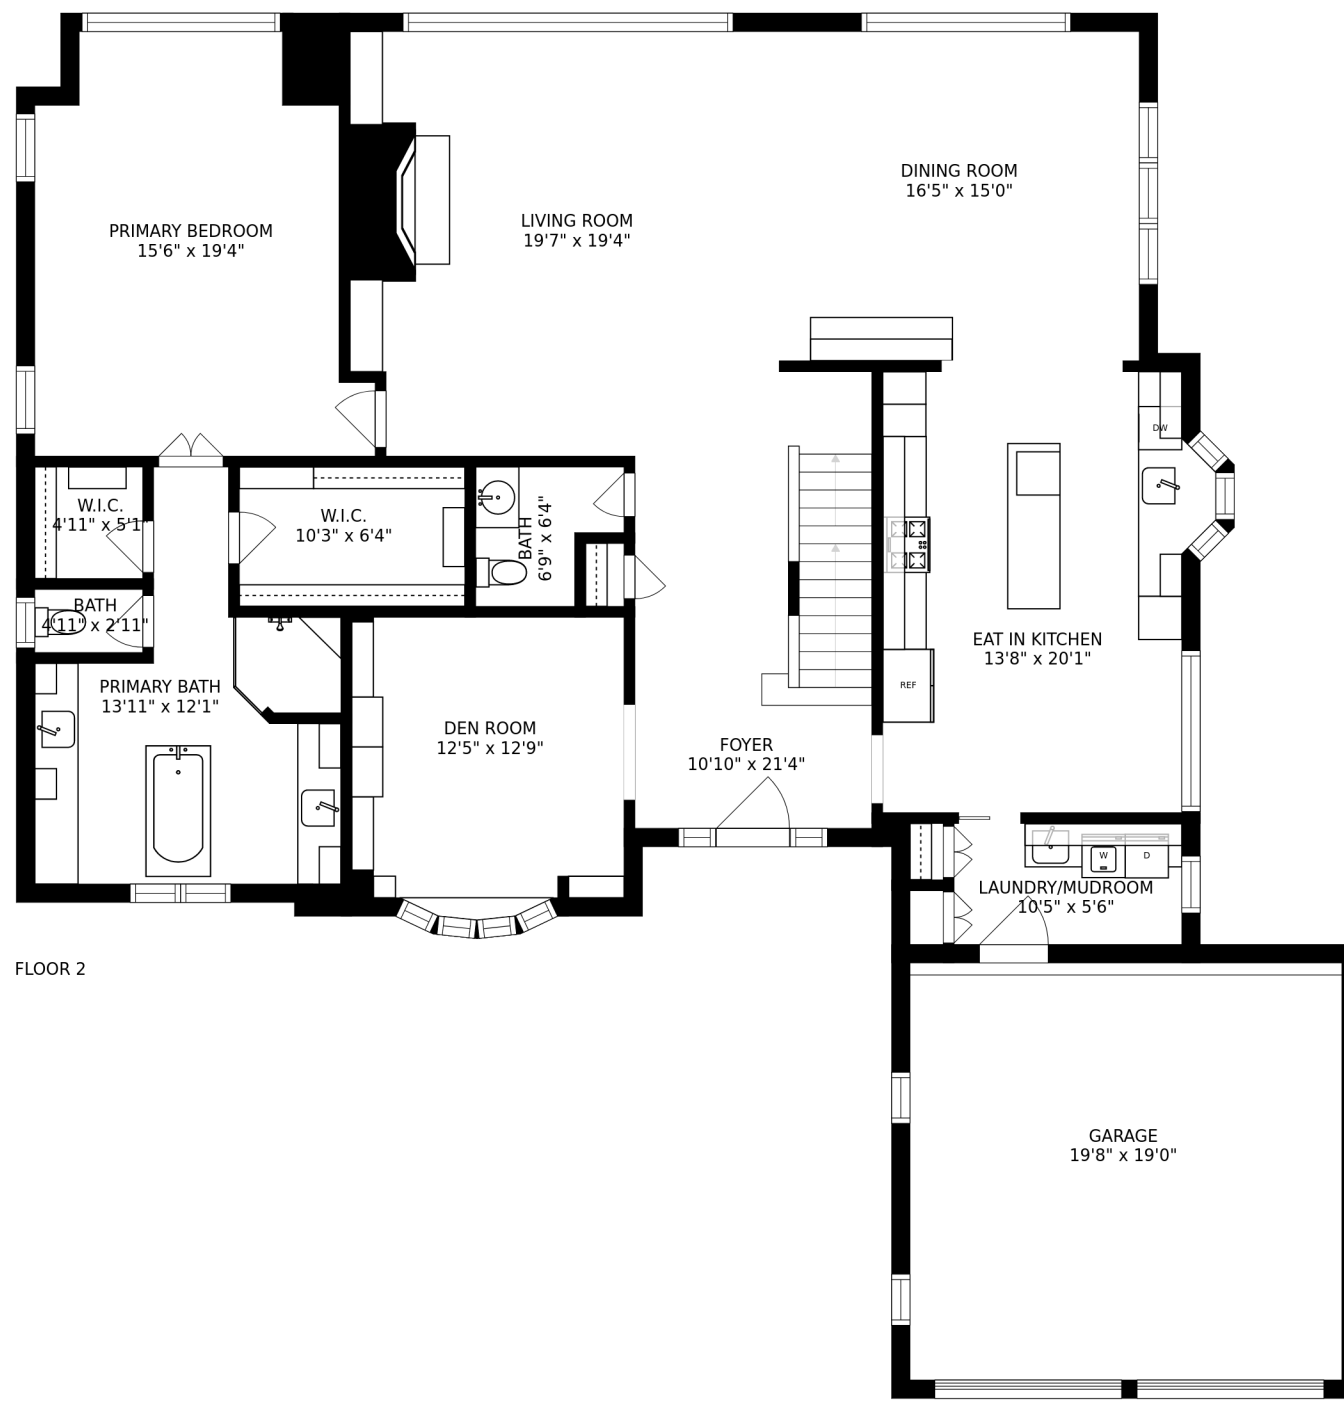 DINING ROOM
16'5" x 15'0"
LIVING ROOM
19'7" x 19'4"
PRIMARY BEDROOM
15'6" x 19'4"
DW
W.I.C.
4'11" x 5'1"
W.I.C.
10'3" x 6'4"
BATH
6'9" x 6'4"
BATH
4'11" x 2'11"
EAT IN KITCHEN
13'8" x 20'1"
REF
PRIMARY BATH
13'11" x 12'1"
DEN ROOM
12'5" x 12'9"
FOYER
10'10" x 21'4"
W
D
LAUNDRY/MUDROOM
10'5" x 5'6"
FLOOR 2
GARAGE
19'8" x 19'0"